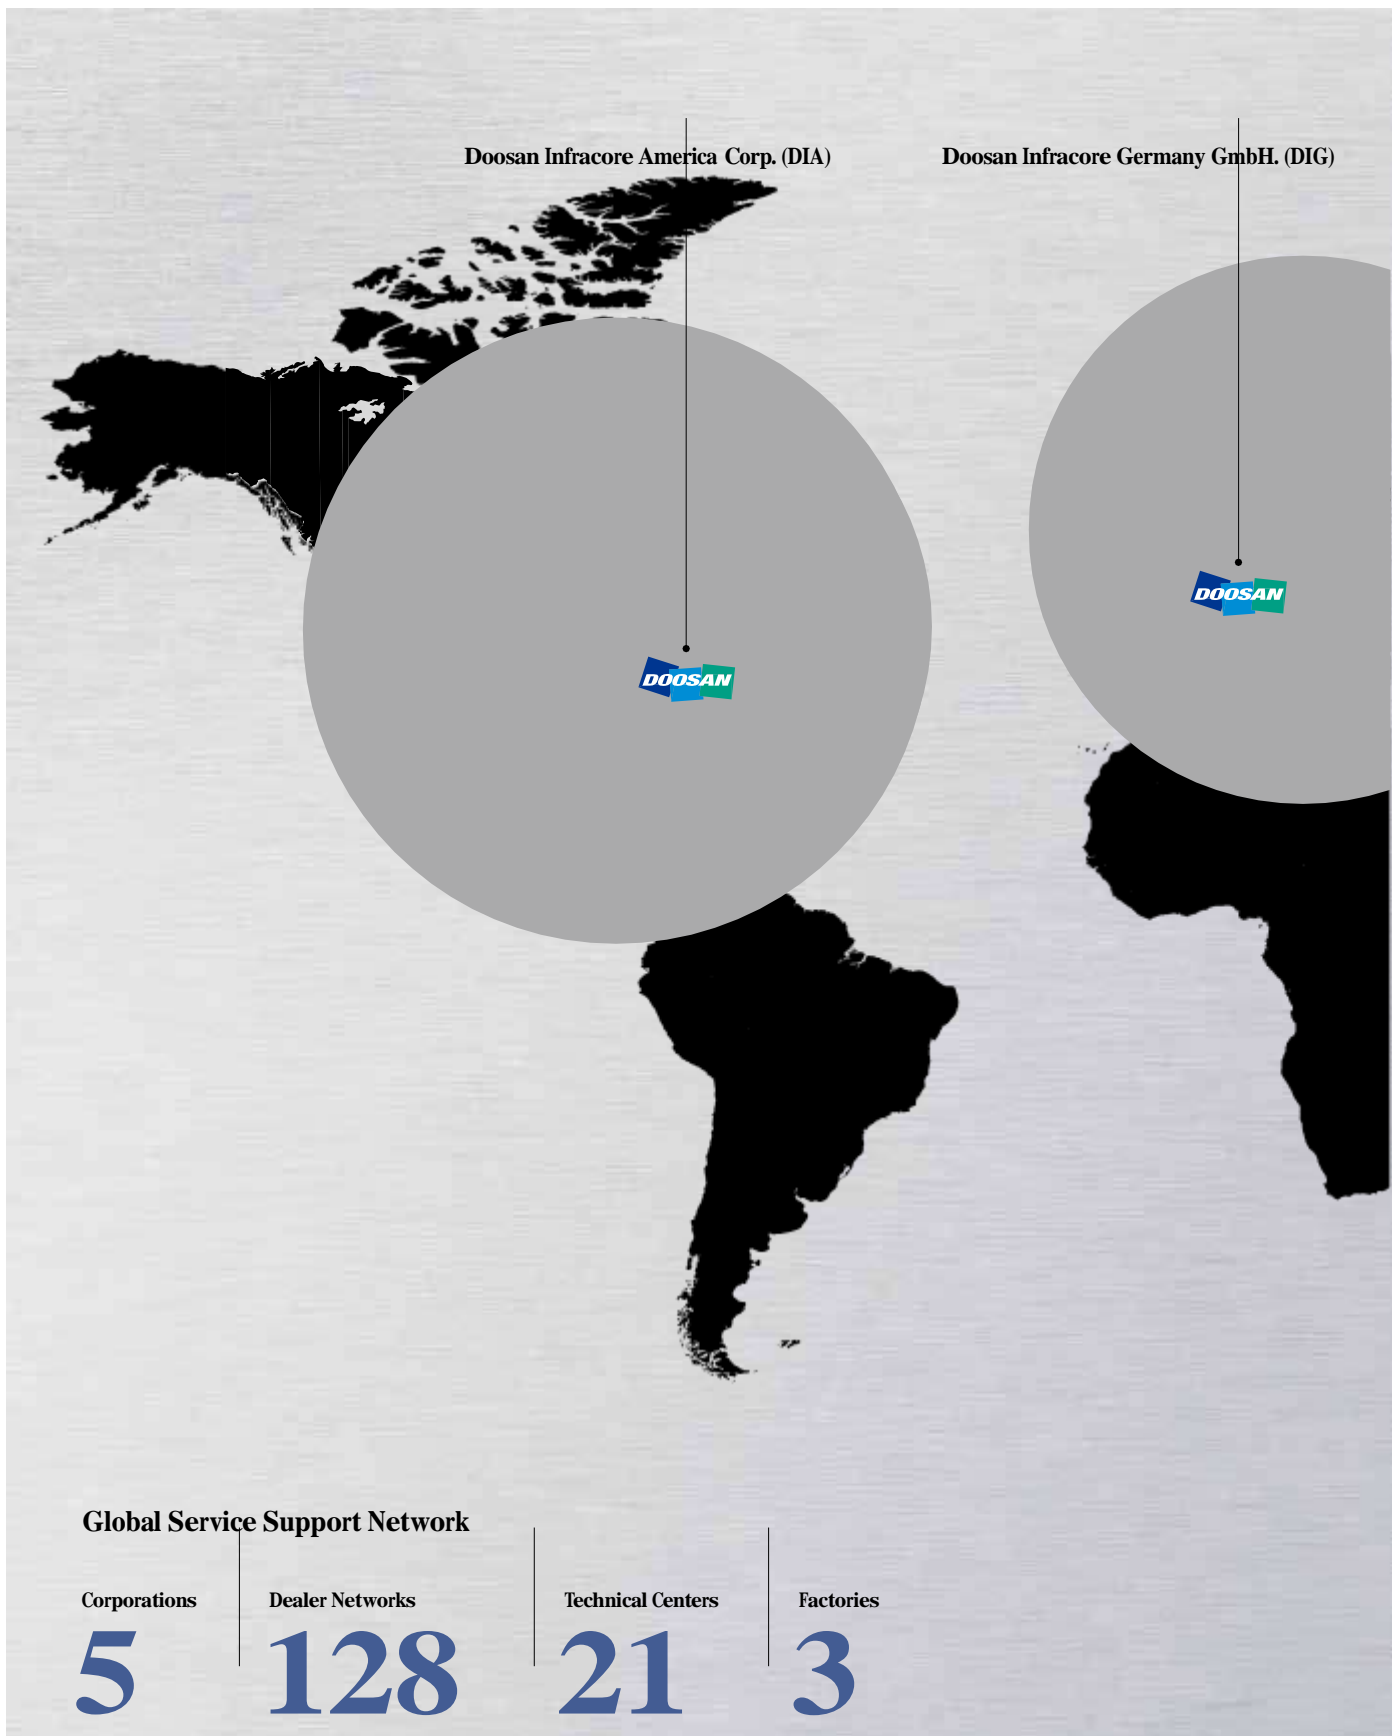 Doosan Infracore America Corp. (DIA)
Doosan Infracore Germany GmbH. (DIG)
DOOSAN
DOOSAN
Global Service Support Network
Corporations
5
Dealer Networks
128
Technical Centers
21
Factories
3